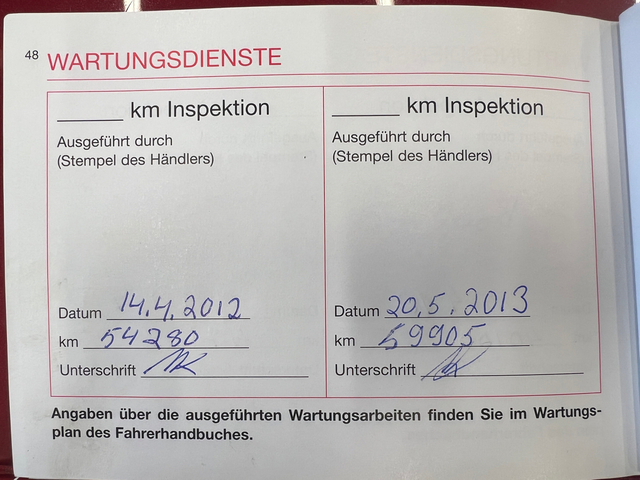 48 WARTUNGSDIENSTE
______ km Inspektion
Ausgeführt durch
(Stempel des Händlers)
Datum 14.4.2012
km 54280
Unterschrift
______ km Inspektion
Ausgeführt durch
(Stempel des Händlers)
Datum 20.5.2013
km 59905
Unterschrift
Angaben über die ausgeführten Wartungsarbeiten finden Sie im Wartungs-
plan des Fahrerhandbuches.